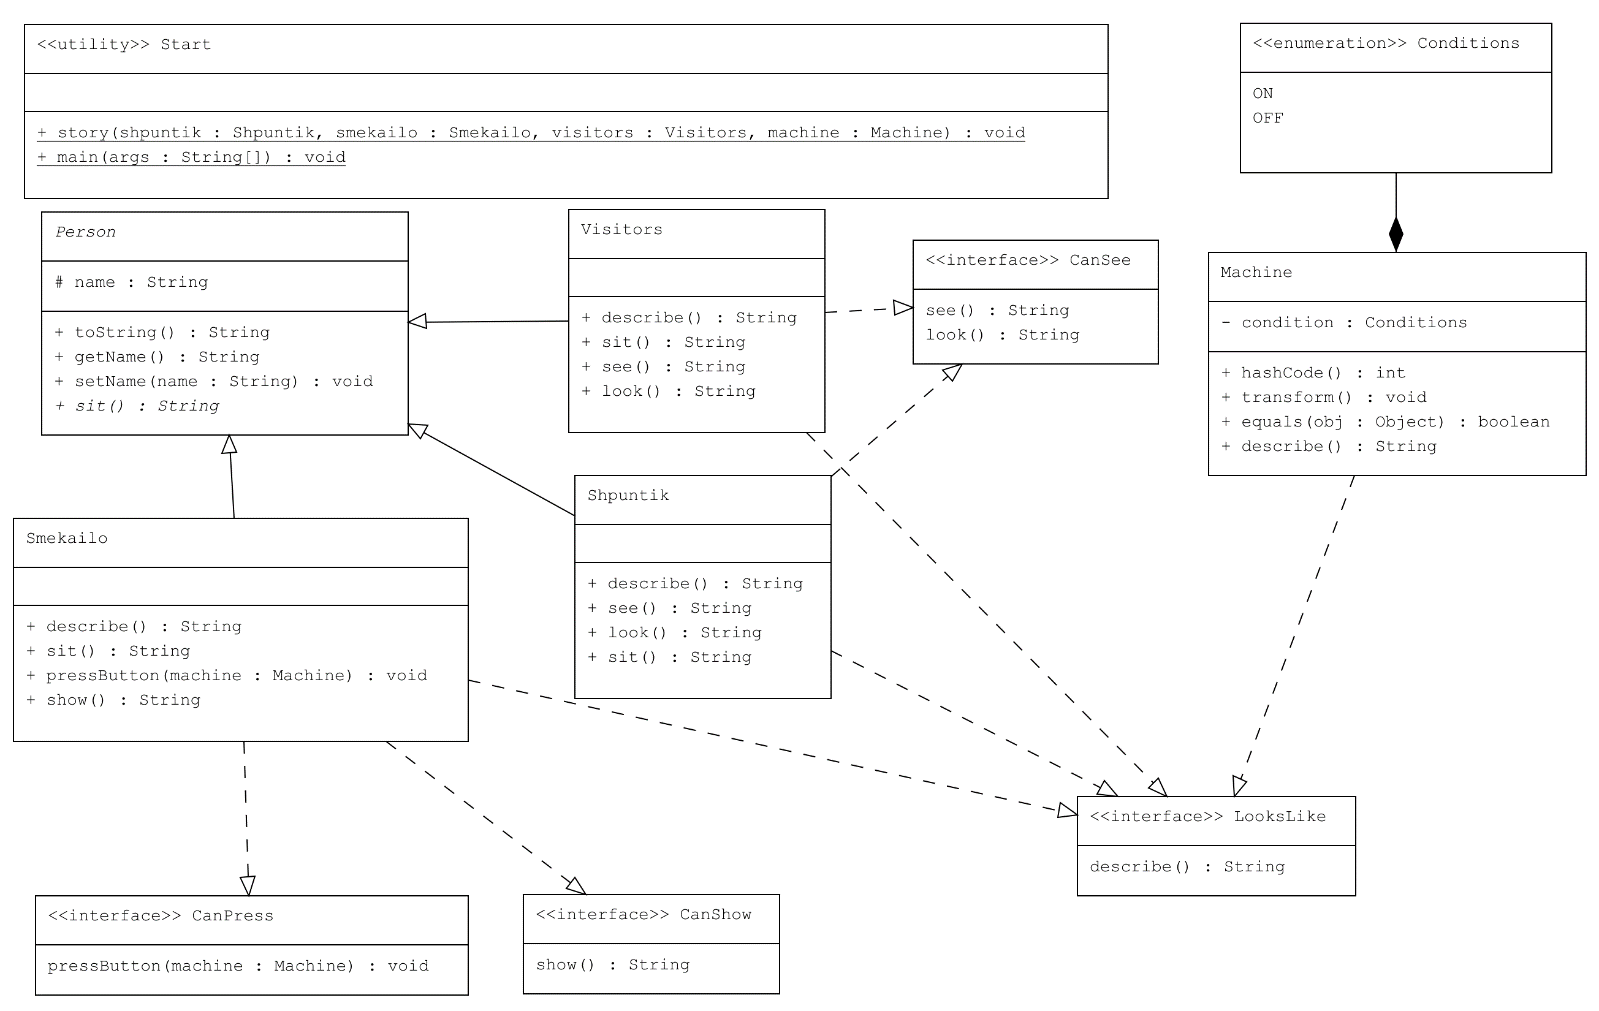 <<utility>> Start
+ story(shpuntik : Shpuntik, smekailo : Smekailo, visitors : Visitors, machine : Machine) : void
+ main(args : String[]) : void
<<enumeration>> Conditions
ON
OFF
Person
# name : String
+ toString() : String
+ getName() : String
+ setName(name : String) : void
+ sit() : String
Visitors
+ describe() : String
+ sit() : String
+ see() : String
+ look() : String
<<interface>> CanSee
see() : String
look() : String
Machine
- condition : Conditions
+ hashCode() : int
+ transform() : void
+ equals(obj : Object) : boolean
+ describe() : String
Smekailo
+ describe() : String
+ sit() : String
+ pressButton(machine : Machine) : void
+ show() : String
Shpuntik
+ describe() : String
+ see() : String
+ look() : String
+ sit() : String
<<interface>> LooksLike
describe() : String
<<interface>> CanPress
pressButton(machine : Machine) : void
<<interface>> CanShow
show() : String